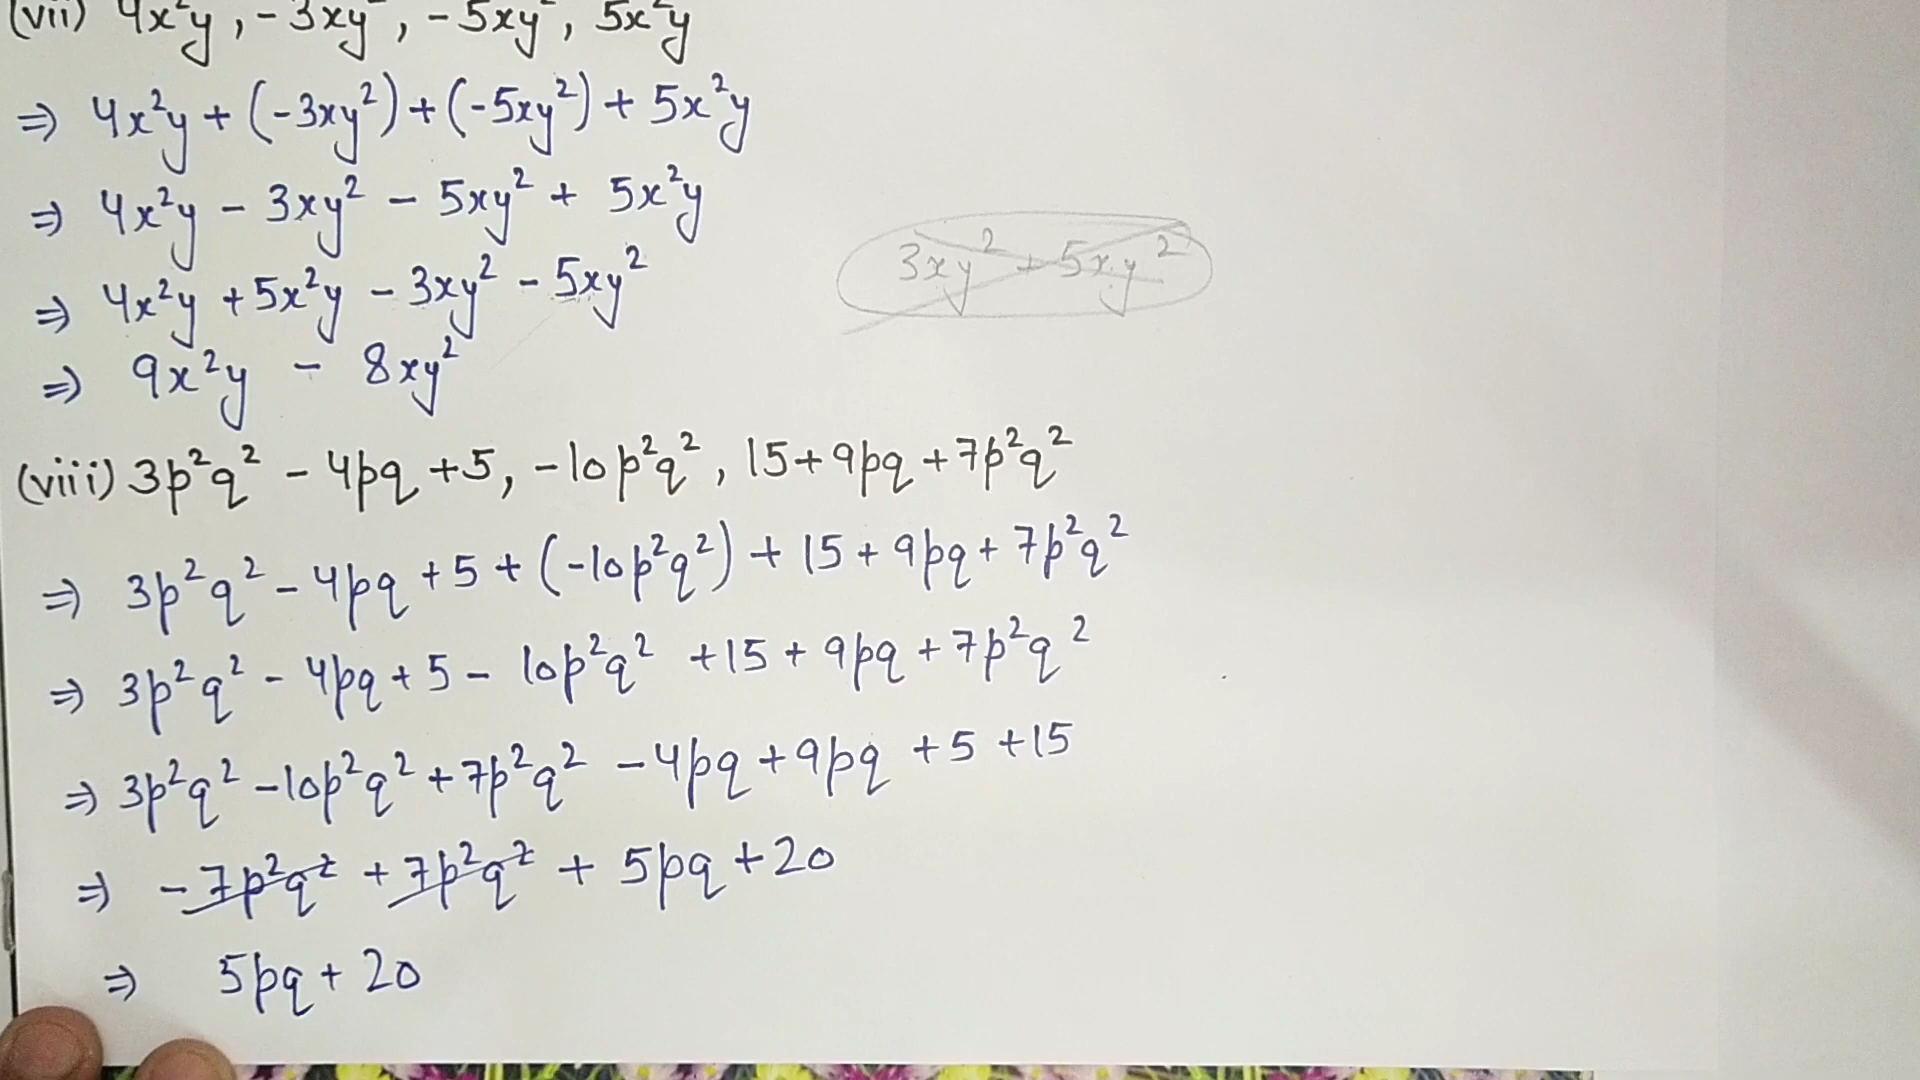 (vii) 4x²y, -3xy², -5xy², 5x²y
⇒ 4x²y + (-3xy²) + (-5xy²) + 5x²y
⇒ 4x²y - 3xy² - 5xy² + 5x²y
3xy² + 5xy²
⇒ 4x²y + 5x²y - 3xy² - 5xy²
⇒ 9x²y - 8xy²
(viii) 3p²q² - 4pq + 5, -10p²q², 15 + 9pq + 7p²q²
⇒ 3p²q² - 4pq + 5 + (-10p²q²) + 15 + 9pq + 7p²q²
⇒ 3p²q² - 4pq + 5 - 10p²q² + 15 + 9pq + 7p²q²
⇒ 3p²q² - 10p²q² + 7p²q² - 4pq + 9pq + 5 + 15
⇒ - 7p²q² + 7p²q² + 5pq + 20
⇒ 5pq + 20